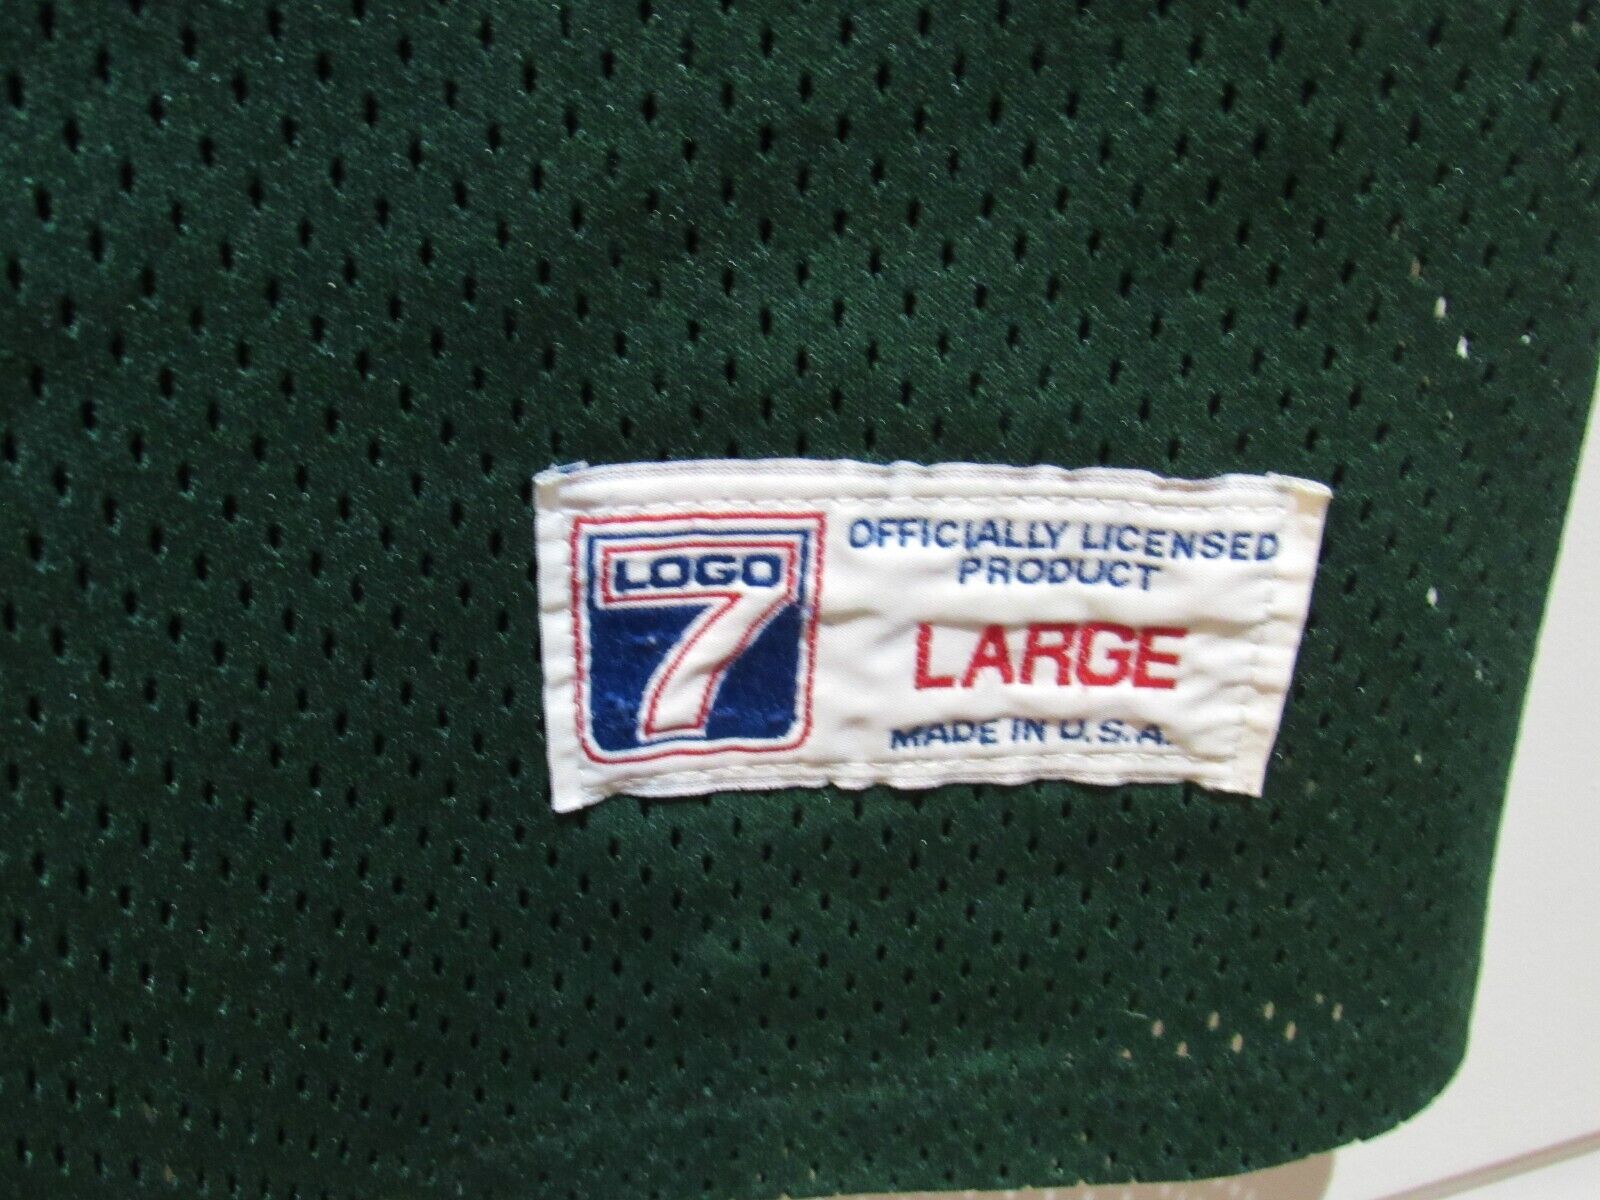 LOGO
7
OFFICIALLY LICENSED
PRODUCT
LARGE
MADE IN U.S.A.